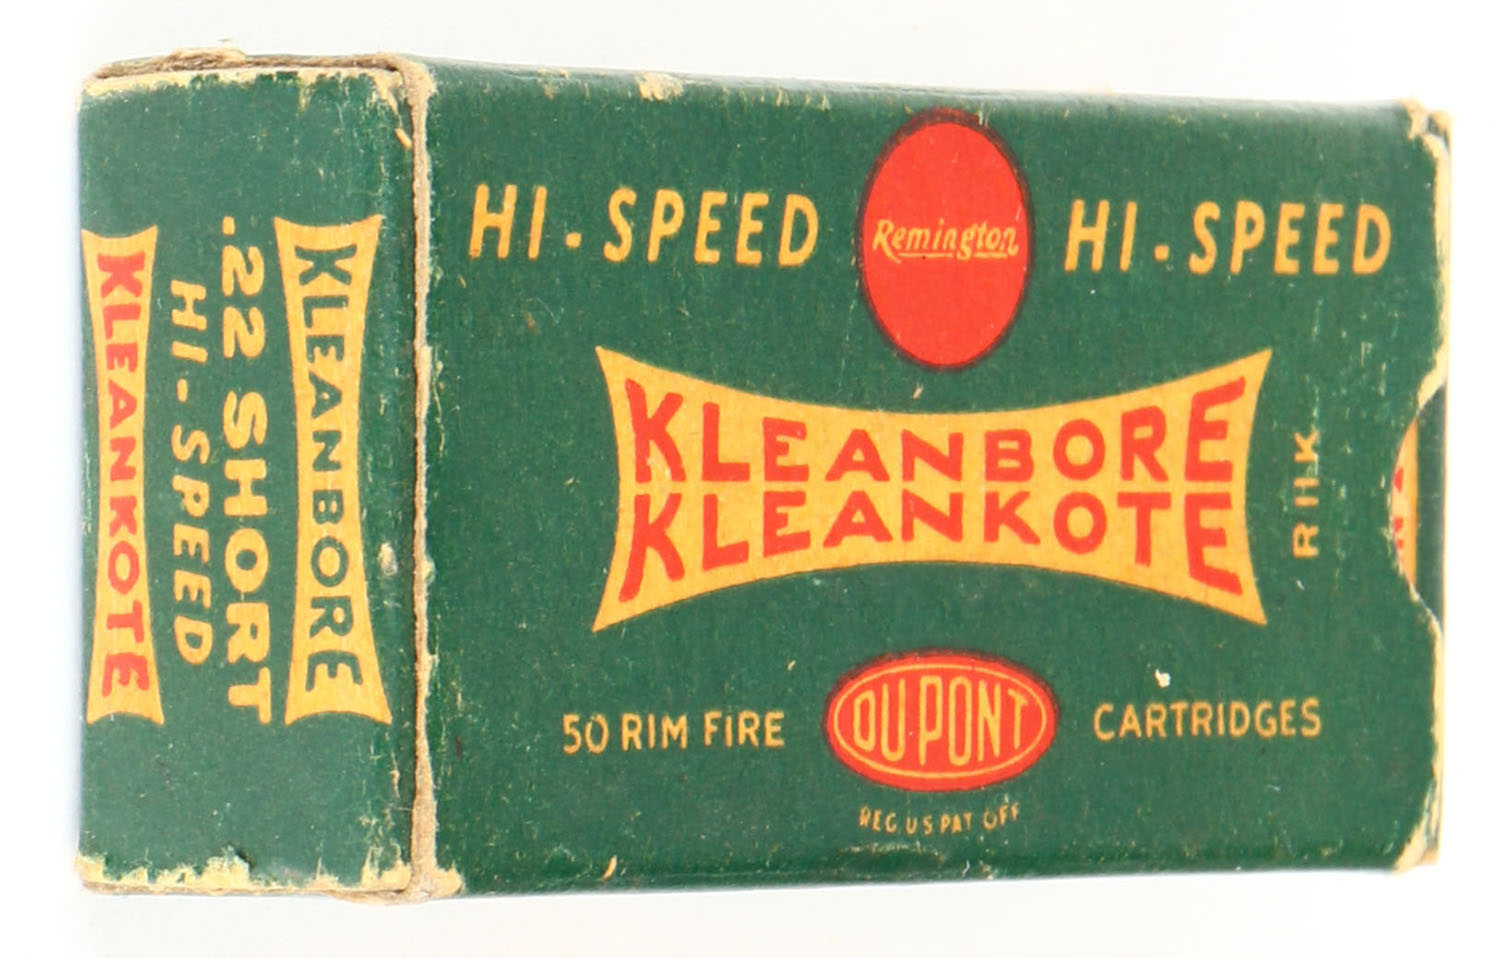 KLEANBORE
.22 SHORT
HI-SPEED
KLEANKOTE
HI-SPEED
Remington
HI-SPEED
KLEANBORE
KLEANKOTE
50 RIM FIRE
DU PONT
CARTRIDGES
REG US PAT OFF